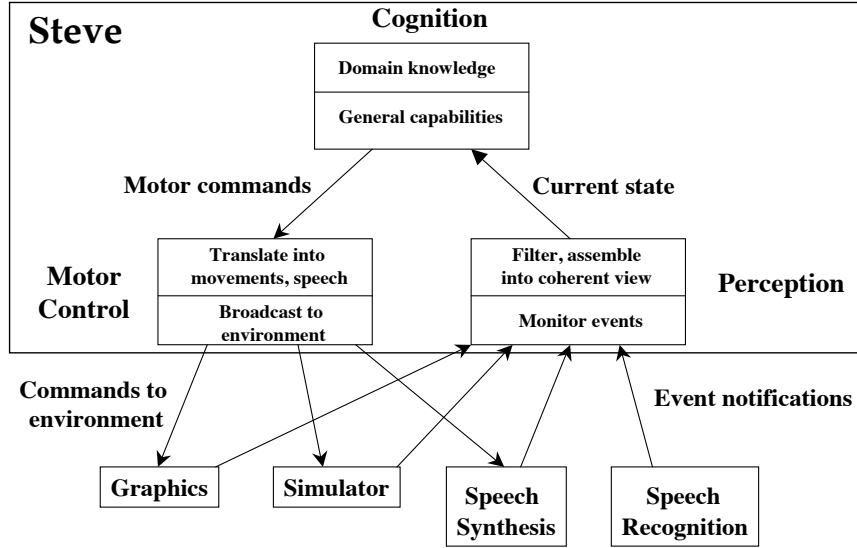 Steve
Cognition
Domain knowledge
General capabilities
Motor commands
Current state
Motor
Control
Translate into
movements, speech
Broadcast to
environment
Filter, assemble
into coherent view
Monitor events
Perception
Commands to
environment
Event notifications
Graphics
Simulator
Speech
Synthesis
Speech
Recognition